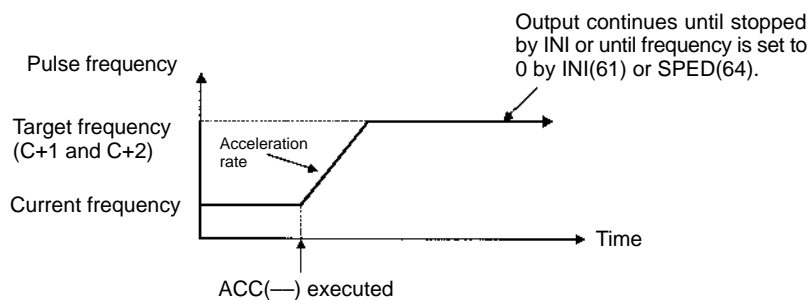 Output continues until stopped
by INI or until frequency is set to
0 by INI(61) or SPED(64).
Pulse frequency
Target frequency
(C+1 and C+2)
Acceleration
rate
Current frequency
Time
ACC(––) executed